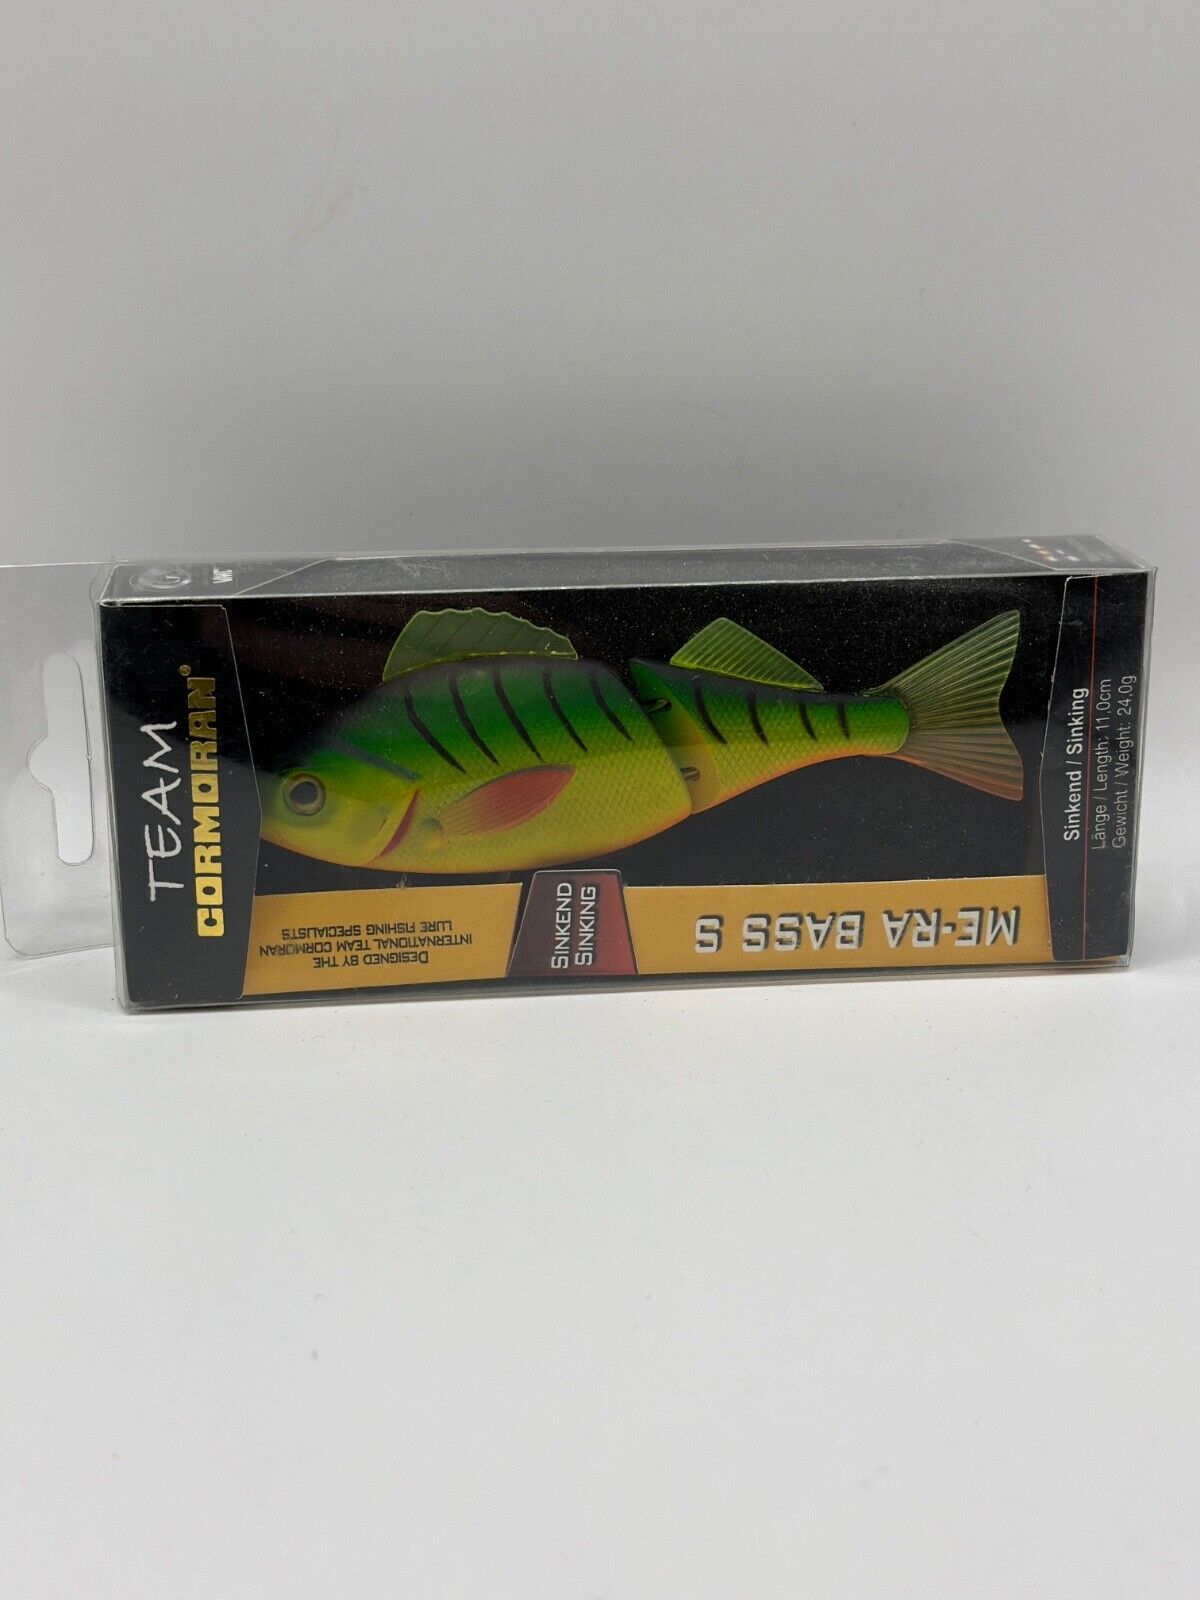 TEAM
CORMORAN®
DESIGNED BY THE
INTERNATIONAL TEAM CORMORAN
LURE FISHING SPECIALISTS
SINKEND
SINKING
ME-RA BASS S
Sinkend / Sinking
Länge / Length: 11,0cm
Gewicht / Weight: 24,0g